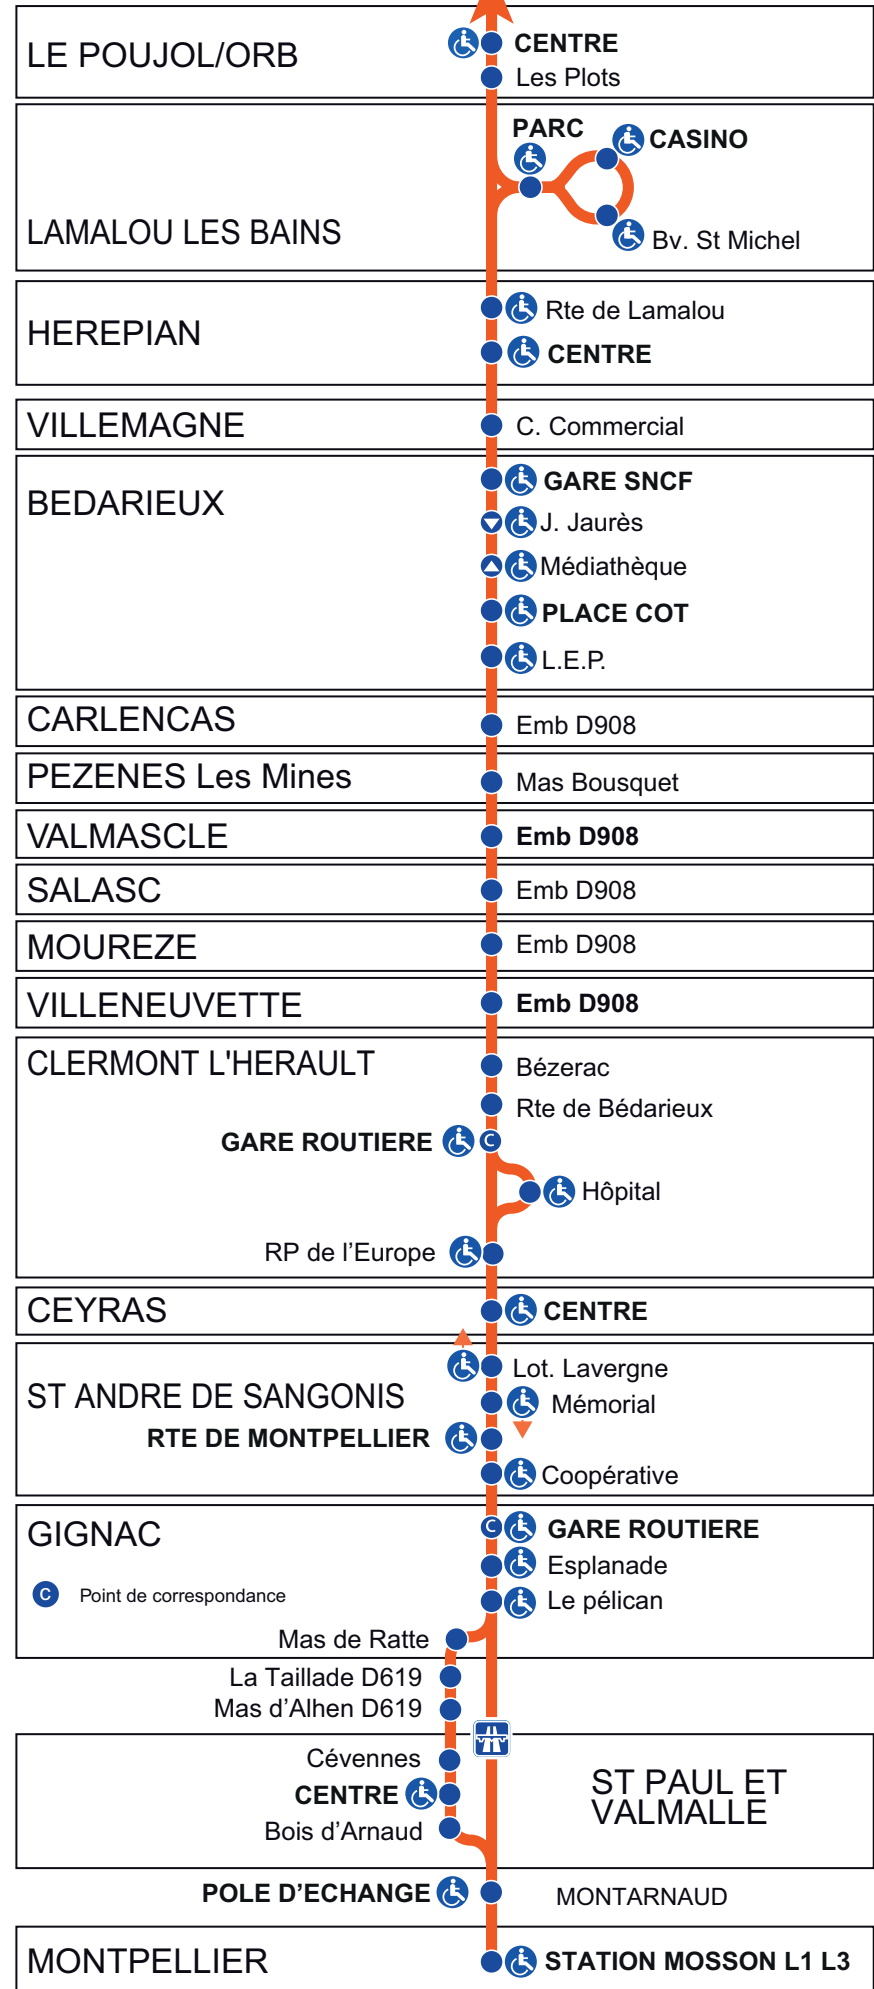 LE POUJOL/ORB
CENTRE
Les Plots
PARC
CASINO
LAMALOU LES BAINS
Bv. St Michel
HEREPIAN
Rte de Lamalou
CENTRE
VILLEMAGNE
C. Commercial
BEDARIEUX
GARE SNCF
J. Jaurès
Médiathèque
PLACE COT
L.E.P.
CARLENCAS
Emb D908
PEZENES Les Mines
Mas Bousquet
VALMASCLE
Emb D908
SALASC
Emb D908
MOUREZE
Emb D908
VILLENEUVETTE
Emb D908
CLERMONT L'HERAULT
Bézerac
Rte de Bédarieux
GARE ROUTIERE
C
Hôpital
RP de l’Europe
CEYRAS
CENTRE
ST ANDRE DE SANGONIS
Lot. Lavergne
Mémorial
RTE DE MONTPELLIER
Coopérative
GIGNAC
C
GARE ROUTIERE
Esplanade
Le pélican
C Point de correspondance
Mas de Ratte
La Taillade D619
Mas d’Alhen D619
Cévennes
CENTRE
Bois d’Arnaud
ST PAUL ET
VALMALLE
POLE D’ECHANGE
MONTARNAUD
MONTPELLIER
STATION MOSSON L1 L3